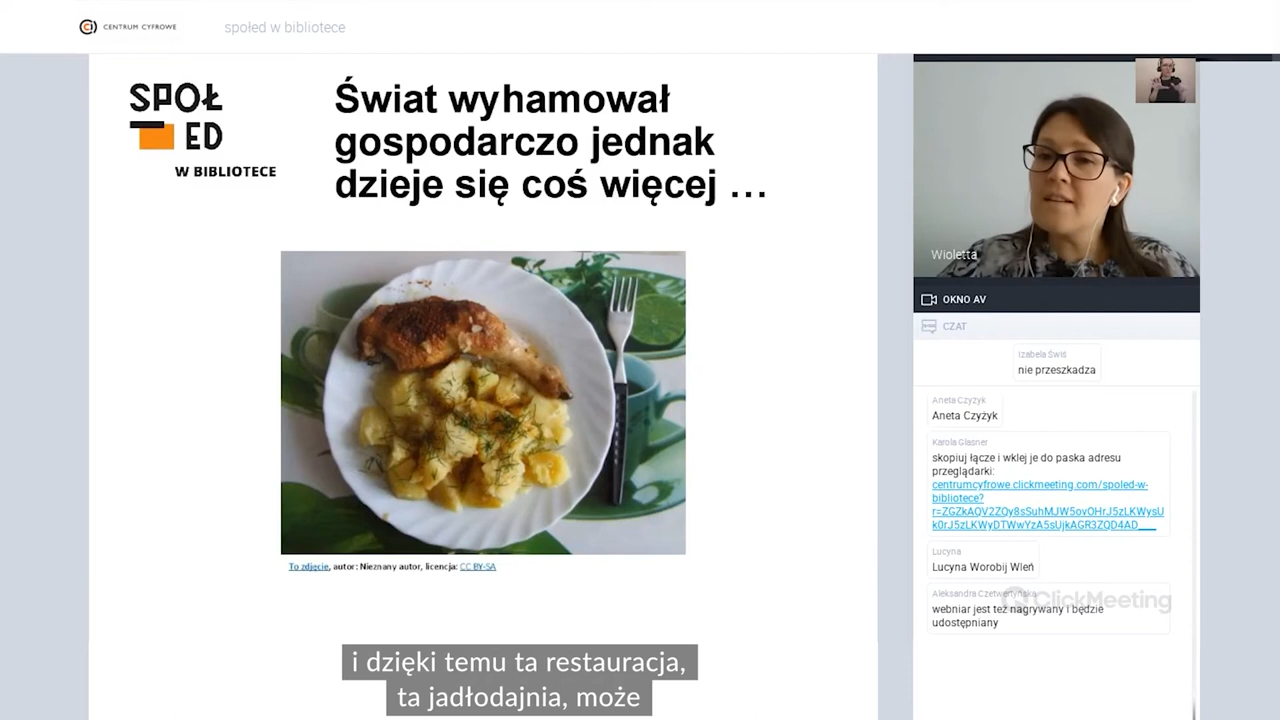 CENTRUM CYFROWE
społed w bibliotece
SPOŁ
ED
W BIBLIOTECE
Świat wyhamował
gospodarczo jednak
dzieje się coś więcej ...
To zdjęcie, autor: Nieznany autor, licencja: CC BY-SA
i dzięki temu ta restauracja,
ta jadłodajnia, może
Wioletta
OKNO AV
CZAT
Izabela Świś
nie przeszkadza
Aneta Czyżyk
Aneta Czyżyk
Karola Glasner
skopiuj łącze i wklej je do paska adresu
przeglądarki:
centrumcyfrowe.clickmeeting.com/spoled-w-
bibliotece?
r=ZGZkAQV2ZQy8sSuhMJW5ovOHrJ5zLKWysU
k0rJ5zLKWyDTWwYzA5sUjkAGR3ZQD4AD____
Lucyna
Lucyna Worobij Wleń
Aleksandra Czetwertyńska
ClickMeeting
webniar jest też nagrywany i będzie
udostępniany